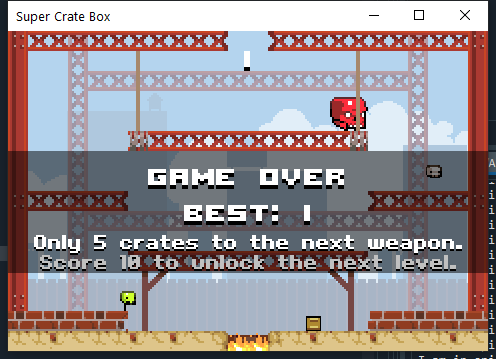 Super Crate Box
1
GAME OVER
BEST: 1
Only 5 crates to the next weapon.
Score 10 to unlock the next level.